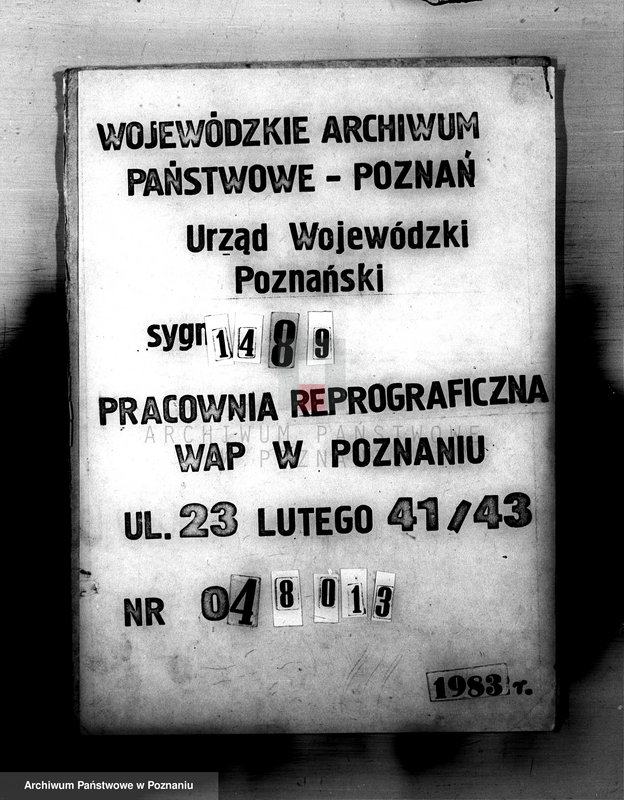 WOJEWÓDZKIE ARCHIWUM
PAŃSTWOWE - POZNAŃ
Urząd Wojewódzki
Poznański
sygn 1489
PRACOWNIA REPROGRAFICZNA
ARCHIWUM PAŃSTWOWE
WAP W POZNANIU
UL. 23 LUTEGO 41/43
NR 048013
1983 r.
Archiwum Państwowe w Poznaniu